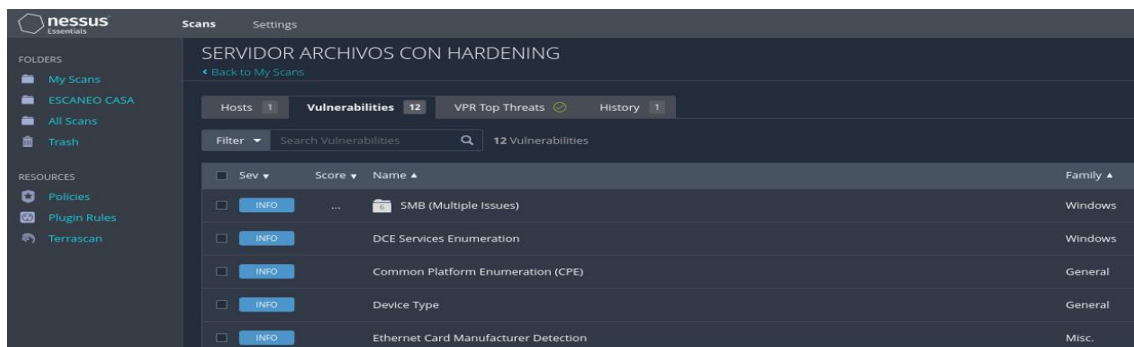 nessus Scans Settings
Essentials
FOLDERS
My Scans
ESCANEO CASA
All Scans
Trash
RESOURCES
Policies
Plugin Rules
Terrascan
SERVIDOR ARCHIVOS CON HARDENING
Back to My Scans
Hosts 1 Vulnerabilities 12 VPR Top Threats History 1
Filter Search Vulnerabilities 12 Vulnerabilities
Sev Score Name Family
INFO ... SMB (Multiple Issues) Windows
INFO DCE Services Enumeration Windows
INFO Common Platform Enumeration (CPE) General
INFO Device Type General
INFO Ethernet Card Manufacturer Detection Misc.